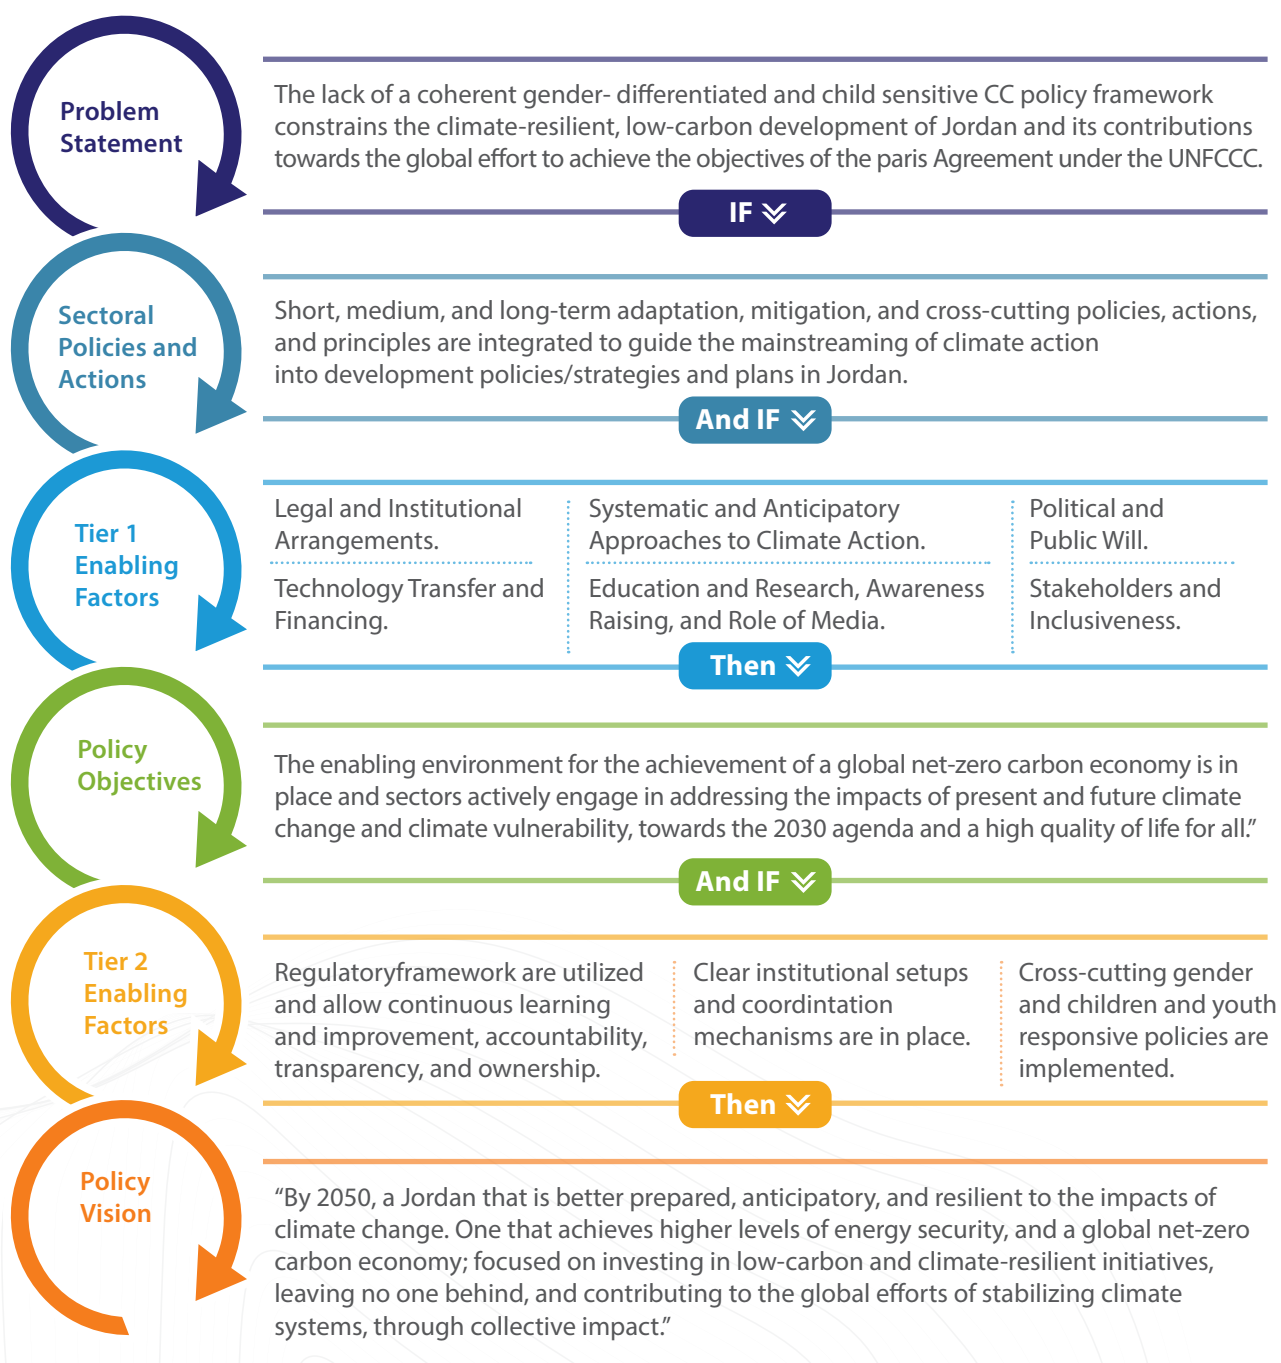 Problem
Statement
The lack of a coherent gender- differentiated and child sensitive CC policy framework
constrains the climate-resilient, low-carbon development of Jordan and its contributions
towards the global effort to achieve the objectives of the paris Agreement under the UNFCCC.
IF
Sectoral
Policies and
Actions
Short, medium, and long-term adaptation, mitigation, and cross-cutting policies, actions,
and principles are integrated to guide the mainstreaming of climate action
into development policies/strategies and plans in Jordan.
And IF
Tier 1
Enabling
Factors
Legal and Institutional
Arrangements.
Systematic and Anticipatory
Approaches to Climate Action.
Political and
Public Will.
Technology Transfer and
Financing.
Education and Research, Awareness
Raising, and Role of Media.
Stakeholders and
Inclusiveness.
Then
Policy
Objectives
The enabling environment for the achievement of a global net-zero carbon economy is in
place and sectors actively engage in addressing the impacts of present and future climate
change and climate vulnerability, towards the 2030 agenda and a high quality of life for all.”
And IF
Tier 2
Enabling
Factors
Regulatoryframework are utilized
and allow continuous learning
and improvement, accountability,
transparency, and ownership.
Clear institutional setups
and coordintation
mechanisms are in place.
Cross-cutting gender
and children and youth
responsive policies are
implemented.
Then
Policy
Vision
“By 2050, a Jordan that is better prepared, anticipatory, and resilient to the impacts of
climate change. One that achieves higher levels of energy security, and a global net-zero
carbon economy; focused on investing in low-carbon and climate-resilient initiatives,
leaving no one behind, and contributing to the global efforts of stabilizing climate
systems, through collective impact.”